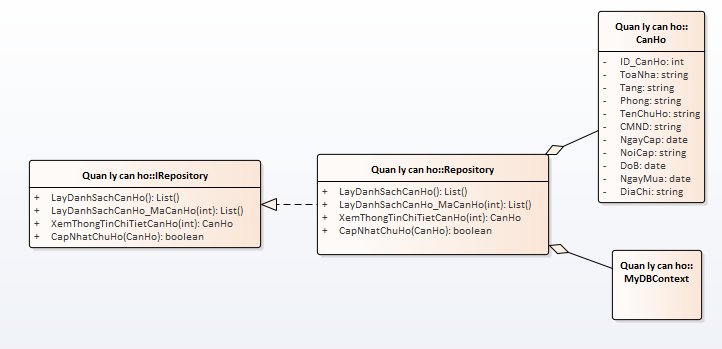 Quan ly can ho::
CanHo
- ID_CanHo: int
- ToaNha: string
- Tang: string
- Phong: string
- TenChuHo: string
- CMND: string
- NgayCap: date
- NoiCap: string
- DoB: date
- NgayMua: date
- DiaChi: string
Quan ly can ho::IRepository
+ LayDanhSachCanHo(): List()
+ LayDanhSachCanHo_MaCanHo(int): List()
+ XemThongTinChiTietCanHo(int): CanHo
+ CapNhatChuHo(CanHo): boolean
Quan ly can ho::Repository
+ LayDanhSachCanHo(): List()
+ LayDanhSachCanHo_MaCanHo(int): List()
+ XemThongTinChiTietCanHo(int): CanHo
+ CapNhatChuHo(CanHo): boolean
Quan ly can ho::
MyDBContext